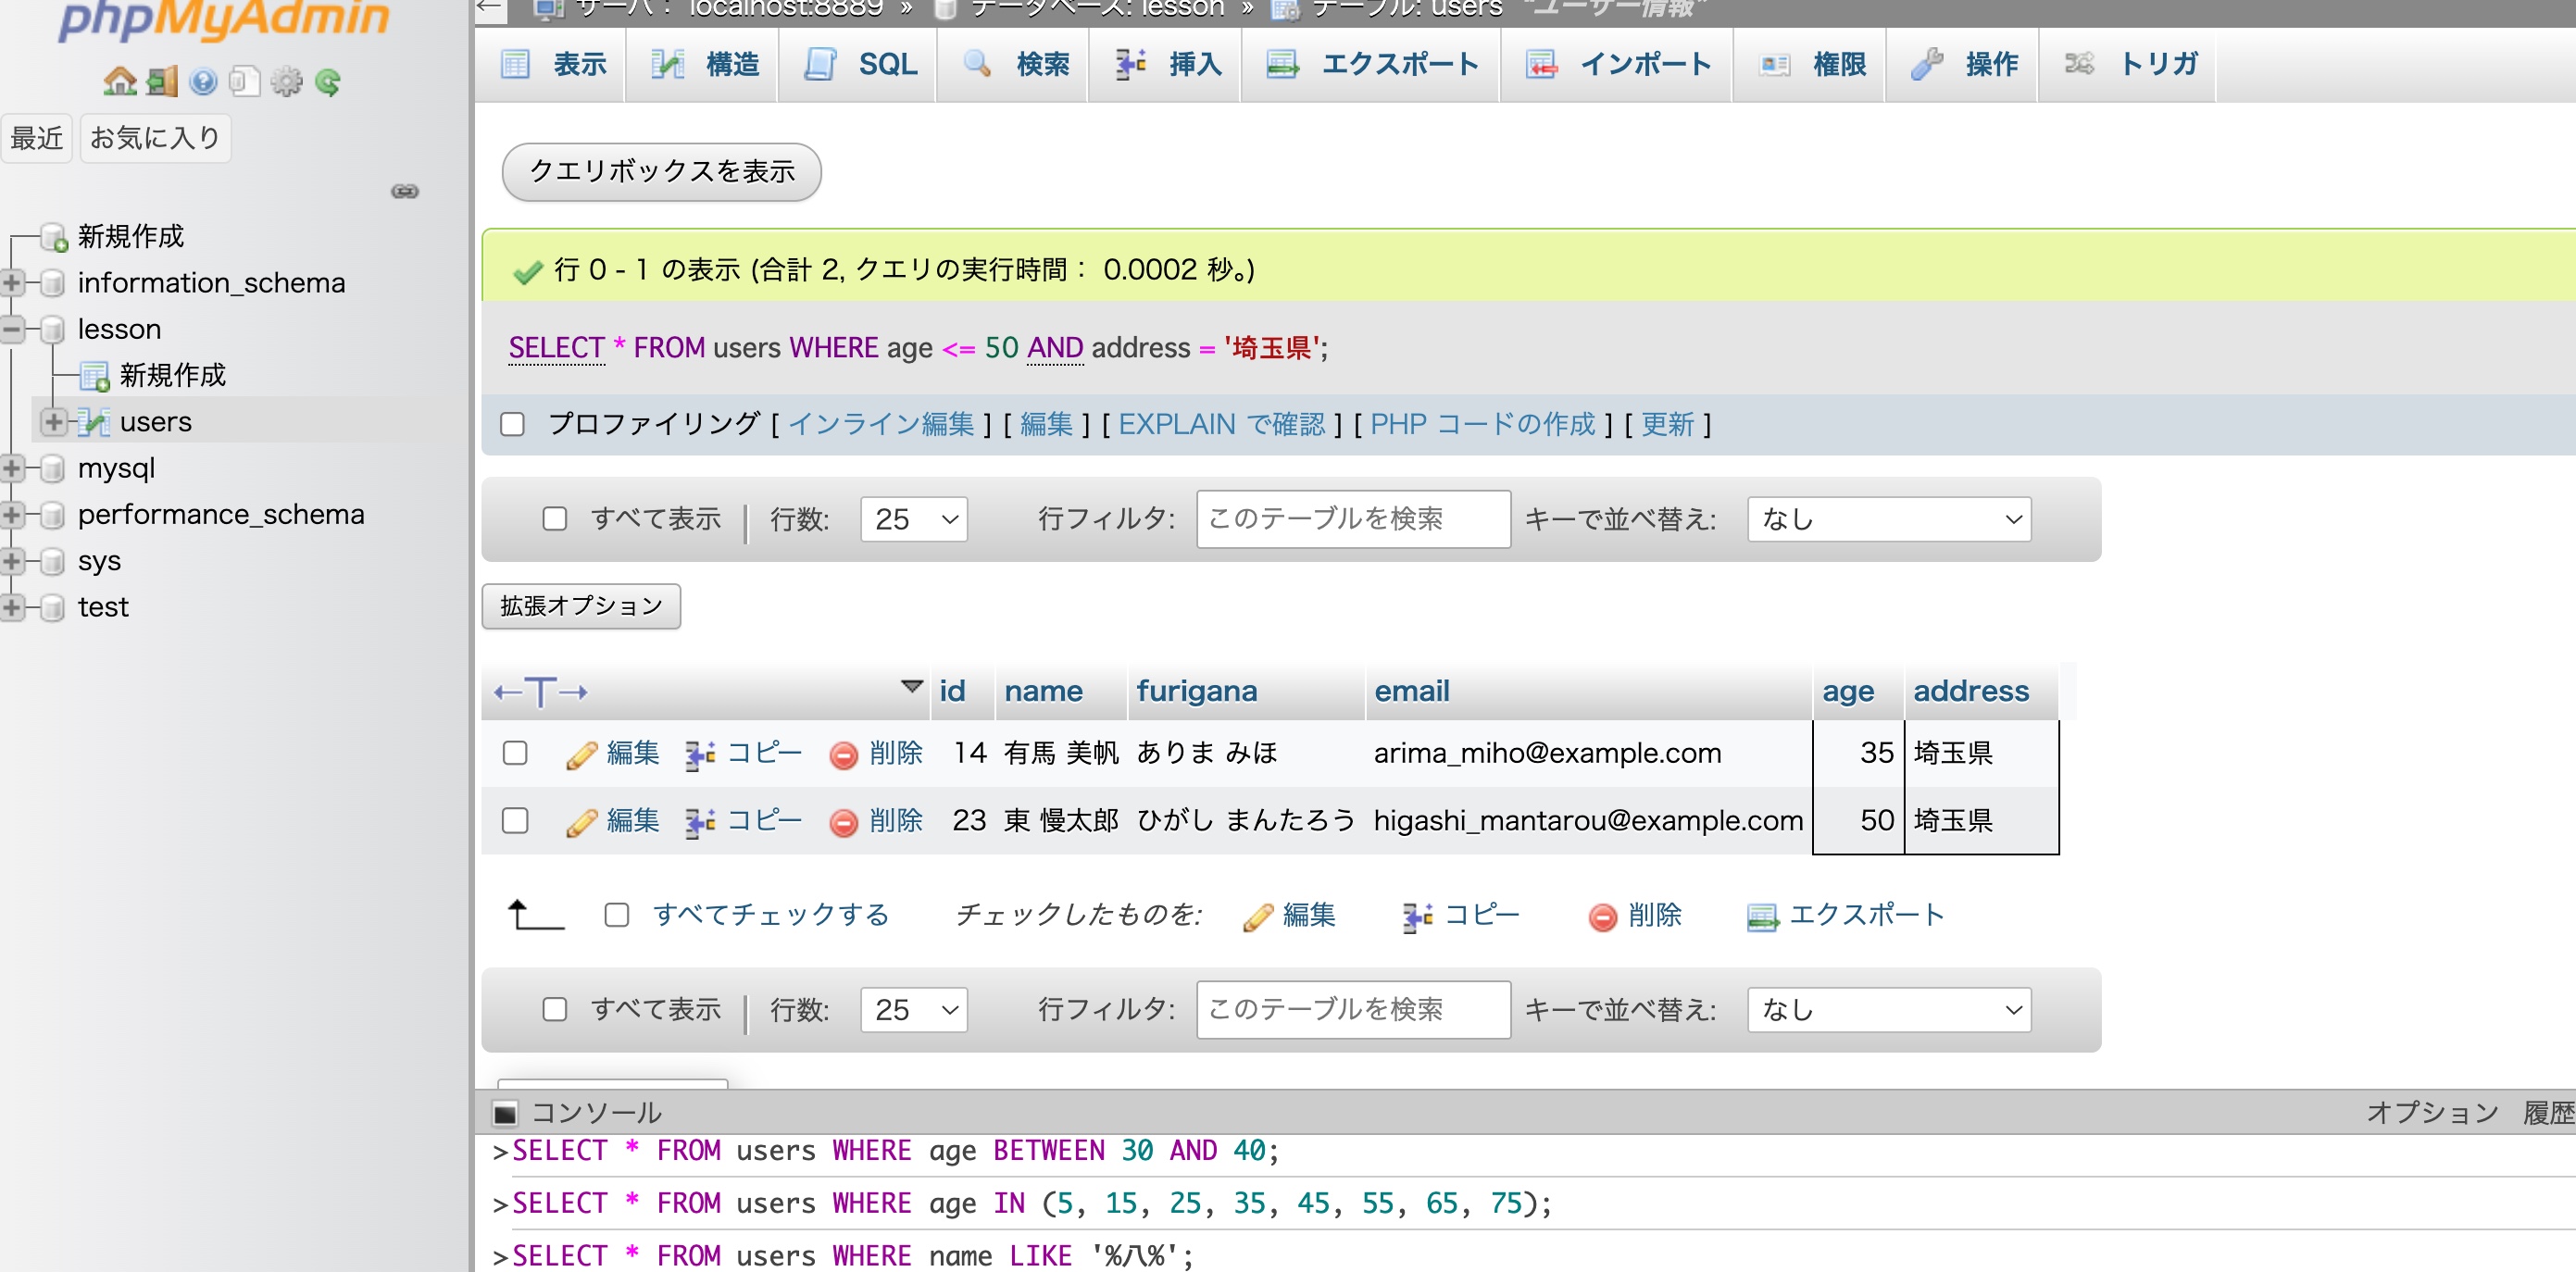 phpMyAdmin
最近 お気に入り
新規作成
information_schema
lesson
新規作成
users
mysql
performance_schema
sys
test
サーバ： localhost:8889 » データベース: lesson » テーブル: users "ユーザー情報"
表示 構造 SQL 検索 挿入 エクスポート インポート 権限 操作 トリガ
クエリボックスを表示
行 0 - 1 の表示 (合計 2, クエリの実行時間： 0.0002 秒。)
SELECT * FROM users WHERE age <= 50 AND address = '埼玉県';
プロファイリング [ インライン編集 ] [ 編集 ] [ EXPLAIN で確認 ] [ PHP コードの作成 ] [ 更新 ]
すべて表示 | 行数: 25 行フィルタ: このテーブルを検索 キーで並べ替え: なし
拡張オプション
←T→ id name furigana email age address
編集 コピー 削除 14 有馬 美帆 ありま みほ arima_miho@example.com 35 埼玉県
編集 コピー 削除 23 東 慢太郎 ひがし まんたろう higashi_mantarou@example.com 50 埼玉県
すべてチェックする チェックしたものを: 編集 コピー 削除 エクスポート
すべて表示 | 行数: 25 行フィルタ: このテーブルを検索 キーで並べ替え: なし
コンソール オプション 履歴
>SELECT * FROM users WHERE age BETWEEN 30 AND 40;
>SELECT * FROM users WHERE age IN (5, 15, 25, 35, 45, 55, 65, 75);
>SELECT * FROM users WHERE name LIKE '%八%';